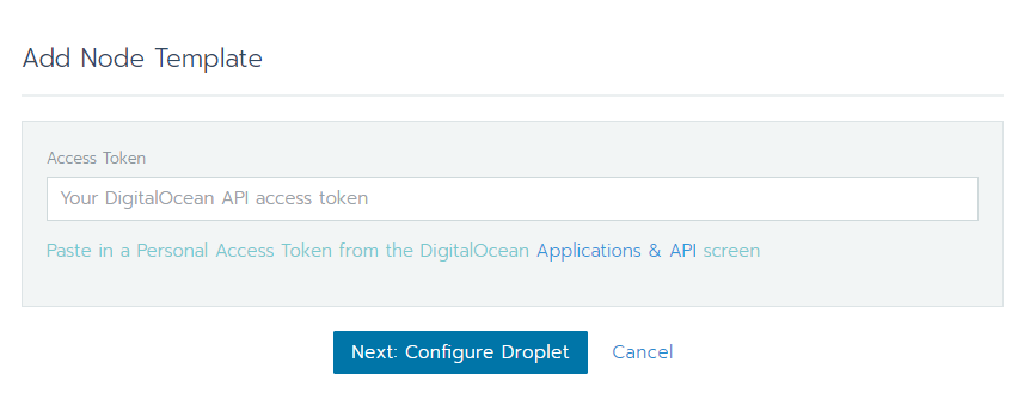 Add Node Template
Access Token
Your DigitalOcean API access token
Paste in a Personal Access Token from the DigitalOcean Applications & API screen
Next: Configure Droplet
Cancel